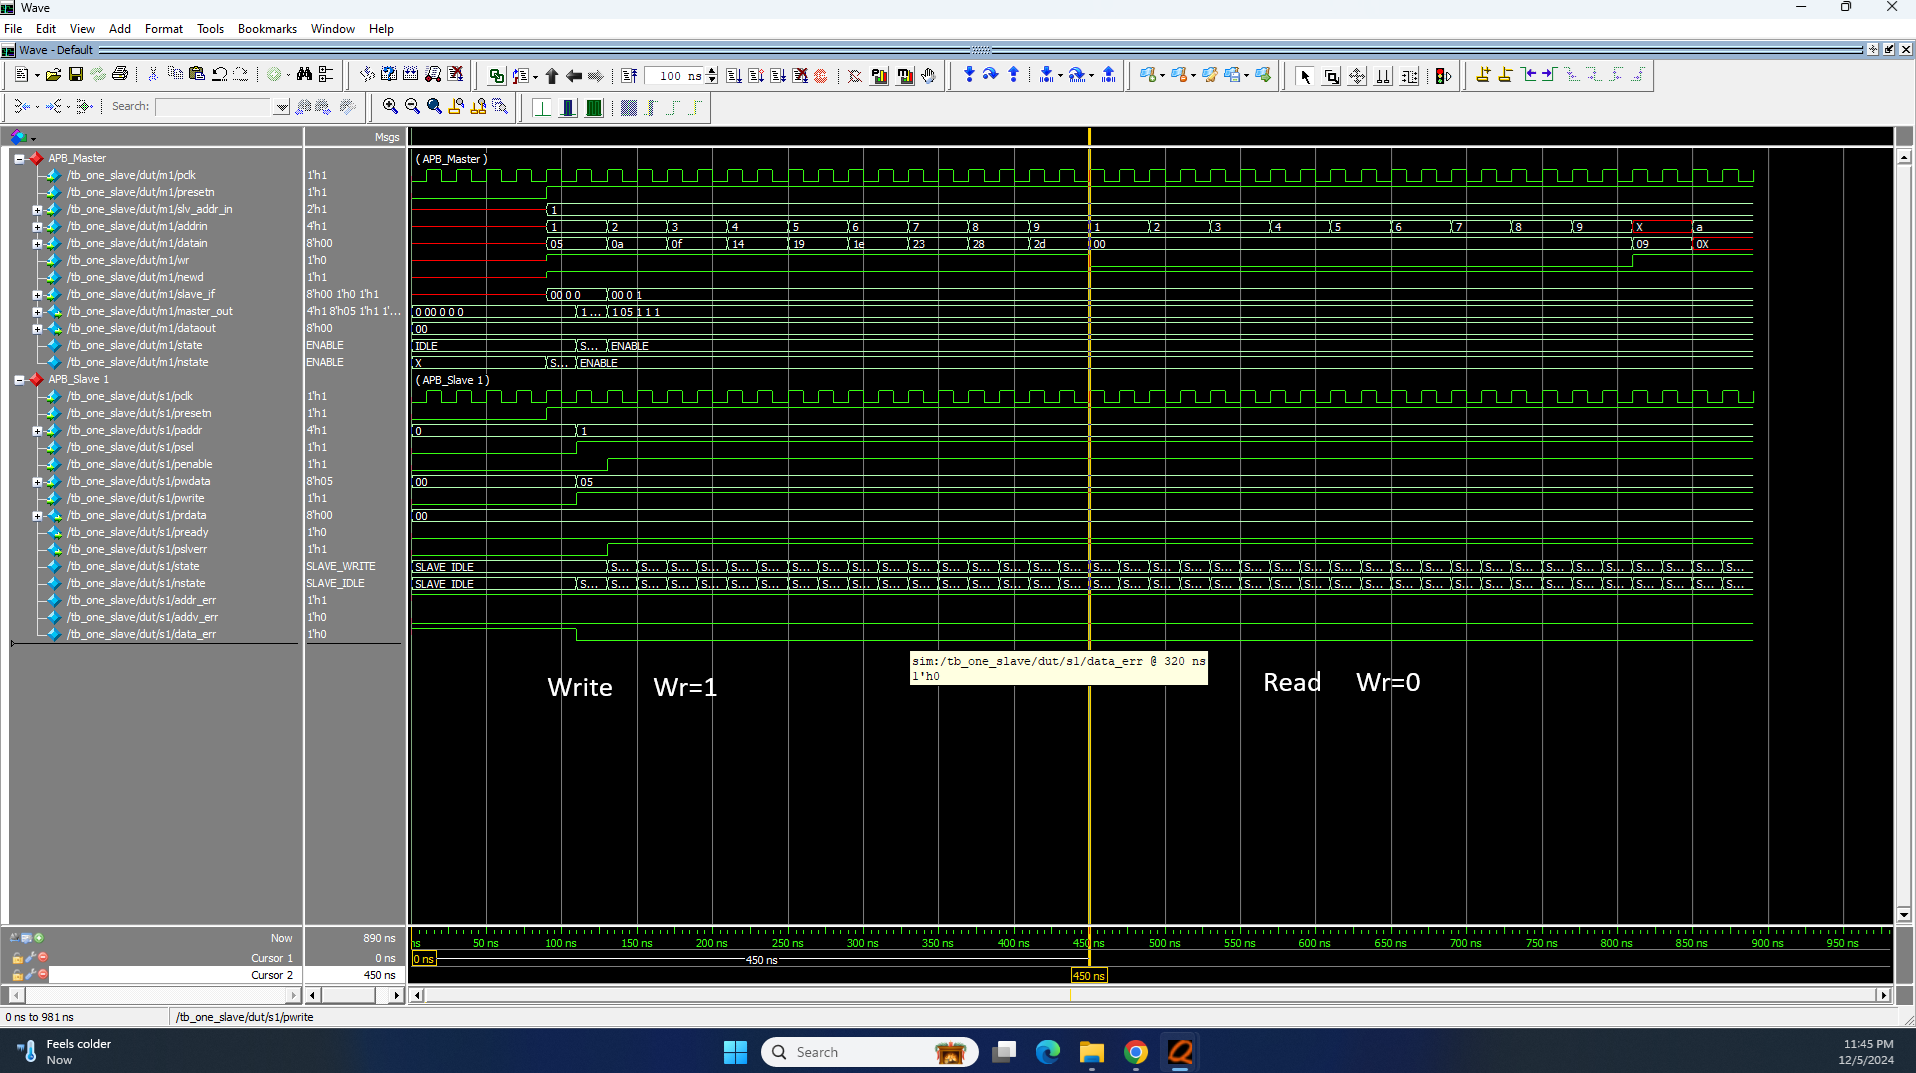 Wave
File Edit View Add Format Tools Bookmarks Window Help
Wave - Default
100 ns
Search:
Msgs
APB_Master
( APB_Master )
/tb_one_slave/dut/m1/pclk 1'h1
/tb_one_slave/dut/m1/presetn 1'h1
/tb_one_slave/dut/m1/slv_addr_in 2'h1 1
/tb_one_slave/dut/m1/addrin 4'h1 1 2 3 4 5 6 7 8 9 1 2 3 4 5 6 7 8 9 X a
/tb_one_slave/dut/m1/datain 8'h00 05 0a 0f 14 19 1e 23 28 2d 00 09 0X
/tb_one_slave/dut/m1/wr 1'h0
/tb_one_slave/dut/m1/newd 1'h1
/tb_one_slave/dut/m1/slave_if 8'h00 1'h0 1'h1 00 0 0 00 0 1
/tb_one_slave/dut/m1/master_out 4'h1 8'h05 1'h1 1'... 0 00 0 0 0 1 ... 1 05 1 1 1
/tb_one_slave/dut/m1/dataout 8'h00 00
/tb_one_slave/dut/m1/state ENABLE IDLE S... ENABLE
/tb_one_slave/dut/m1/nstate ENABLE X S... ENABLE
APB_Slave 1
( APB_Slave 1 )
/tb_one_slave/dut/s1/pclk 1'h1
/tb_one_slave/dut/s1/presetn 1'h1
/tb_one_slave/dut/s1/paddr 4'h1 0 1
/tb_one_slave/dut/s1/psel 1'h1
/tb_one_slave/dut/s1/penable 1'h1
/tb_one_slave/dut/s1/pwdata 8'h05 00 05
/tb_one_slave/dut/s1/pwrite 1'h1
/tb_one_slave/dut/s1/prdata 8'h00 00
/tb_one_slave/dut/s1/pready 1'h0
/tb_one_slave/dut/s1/pslverr 1'h1
/tb_one_slave/dut/s1/state SLAVE_WRITE SLAVE_IDLE S... S... S... S... S... S... S... S... S... S... S... S... S... S... S... S... S... S... S... S... S... S... S... S... S... S... S... S... S... S... S... S... S... S... S... S... S... S...
/tb_one_slave/dut/s1/nstate SLAVE_IDLE SLAVE_IDLE S... S... S... S... S... S... S... S... S... S... S... S... S... S... S... S... S... S... S... S... S... S... S... S... S... S... S... S... S... S... S... S... S... S... S... S... S... S... S...
/tb_one_slave/dut/s1/addr_err 1'h1
/tb_one_slave/dut/s1/addv_err 1'h0
/tb_one_slave/dut/s1/data_err 1'h0
sim:/tb_one_slave/dut/s1/data_err @ 320 ns
1'h0
Write Wr=1 Read Wr=0
Now 890 ns ns 50 ns 100 ns 150 ns 200 ns 250 ns 300 ns 350 ns 400 ns 450 ns 500 ns 550 ns 600 ns 650 ns 700 ns 750 ns 800 ns 850 ns 900 ns 950 ns
Cursor 1 0 ns 0 ns 450 ns
Cursor 2 450 ns 450 ns
0 ns to 981 ns /tb_one_slave/dut/s1/pwrite
Feels colder
Now
Search
11:45 PM
12/5/2024